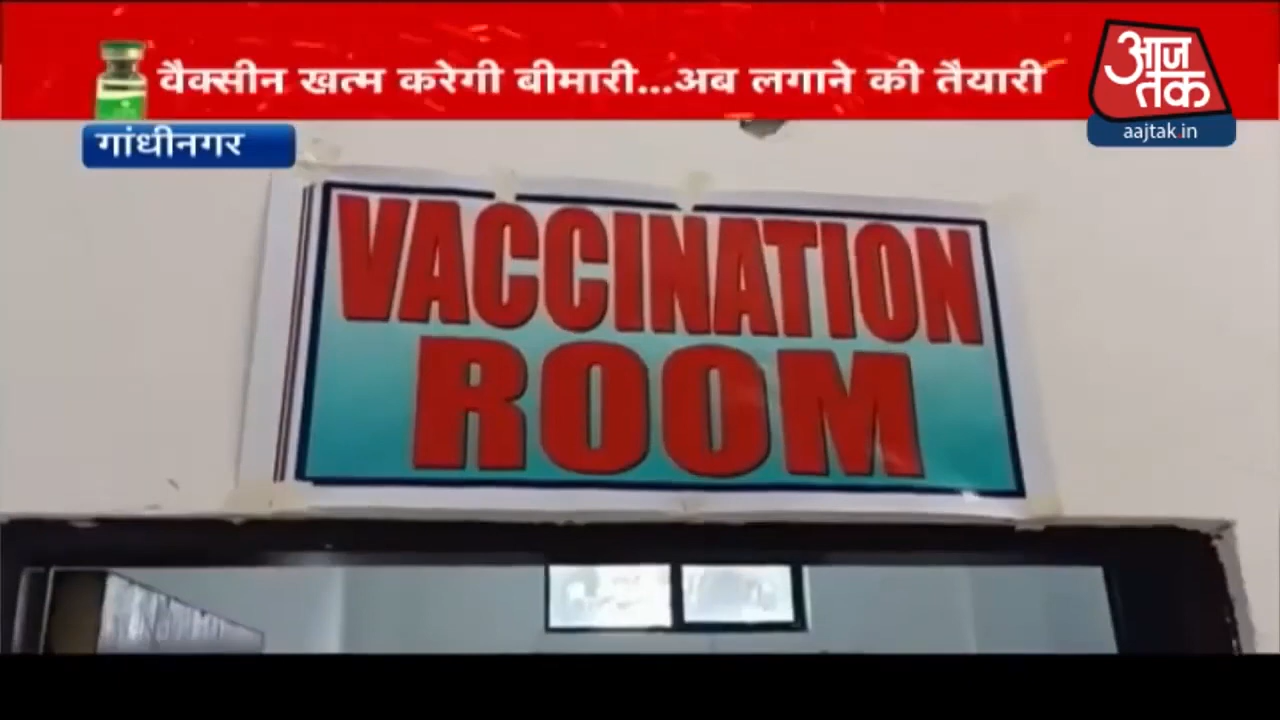 वैक्सीन खत्म करेगी बीमारी...अब लगाने की तैयारी
आज
तक
aajtak.in
गांधीनगर
VACCINATION
ROOM